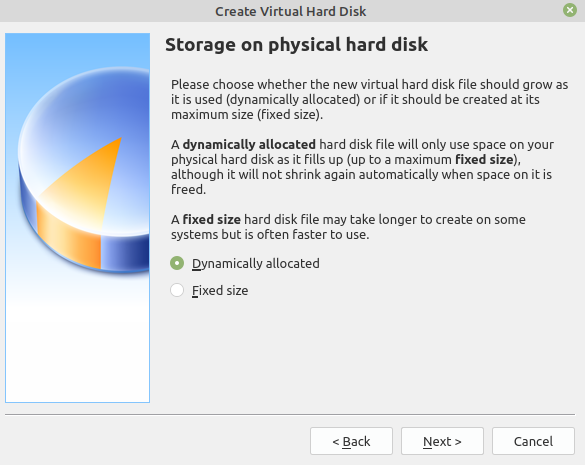 Create Virtual Hard Disk
Storage on physical hard disk
Please choose whether the new virtual hard disk file should grow as
it is used (dynamically allocated) or if it should be created at its
maximum size (fixed size).
A dynamically allocated hard disk file will only use space on your
physical hard disk as it fills up (up to a maximum fixed size),
although it will not shrink again automatically when space on it is
freed.
A fixed size hard disk file may take longer to create on some
systems but is often faster to use.
Dynamically allocated
Fixed size
< Back
Next >
Cancel